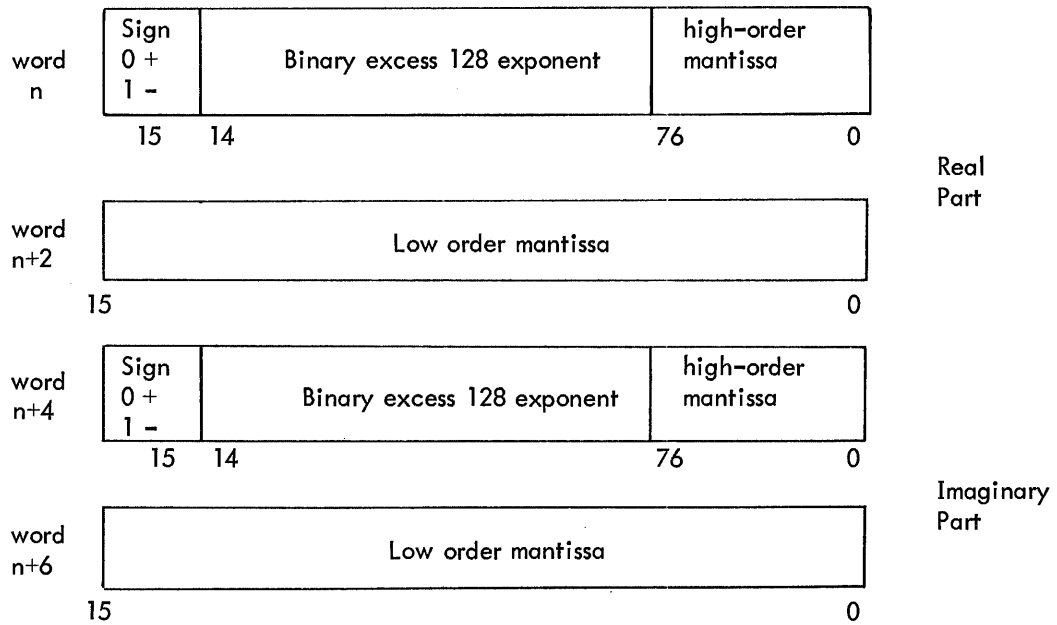 Sign
0 +
1 -
Binary excess 128 exponent
high-order
mantissa
word
n
15 14 76 0
Real
Part
word
n+2
Low order mantissa
15 0
Sign
0 +
1 -
Binary excess 128 exponent
high-order
mantissa
word
n+4
15 14 76 0
Imaginary
Part
word
n+6
Low order mantissa
15 0